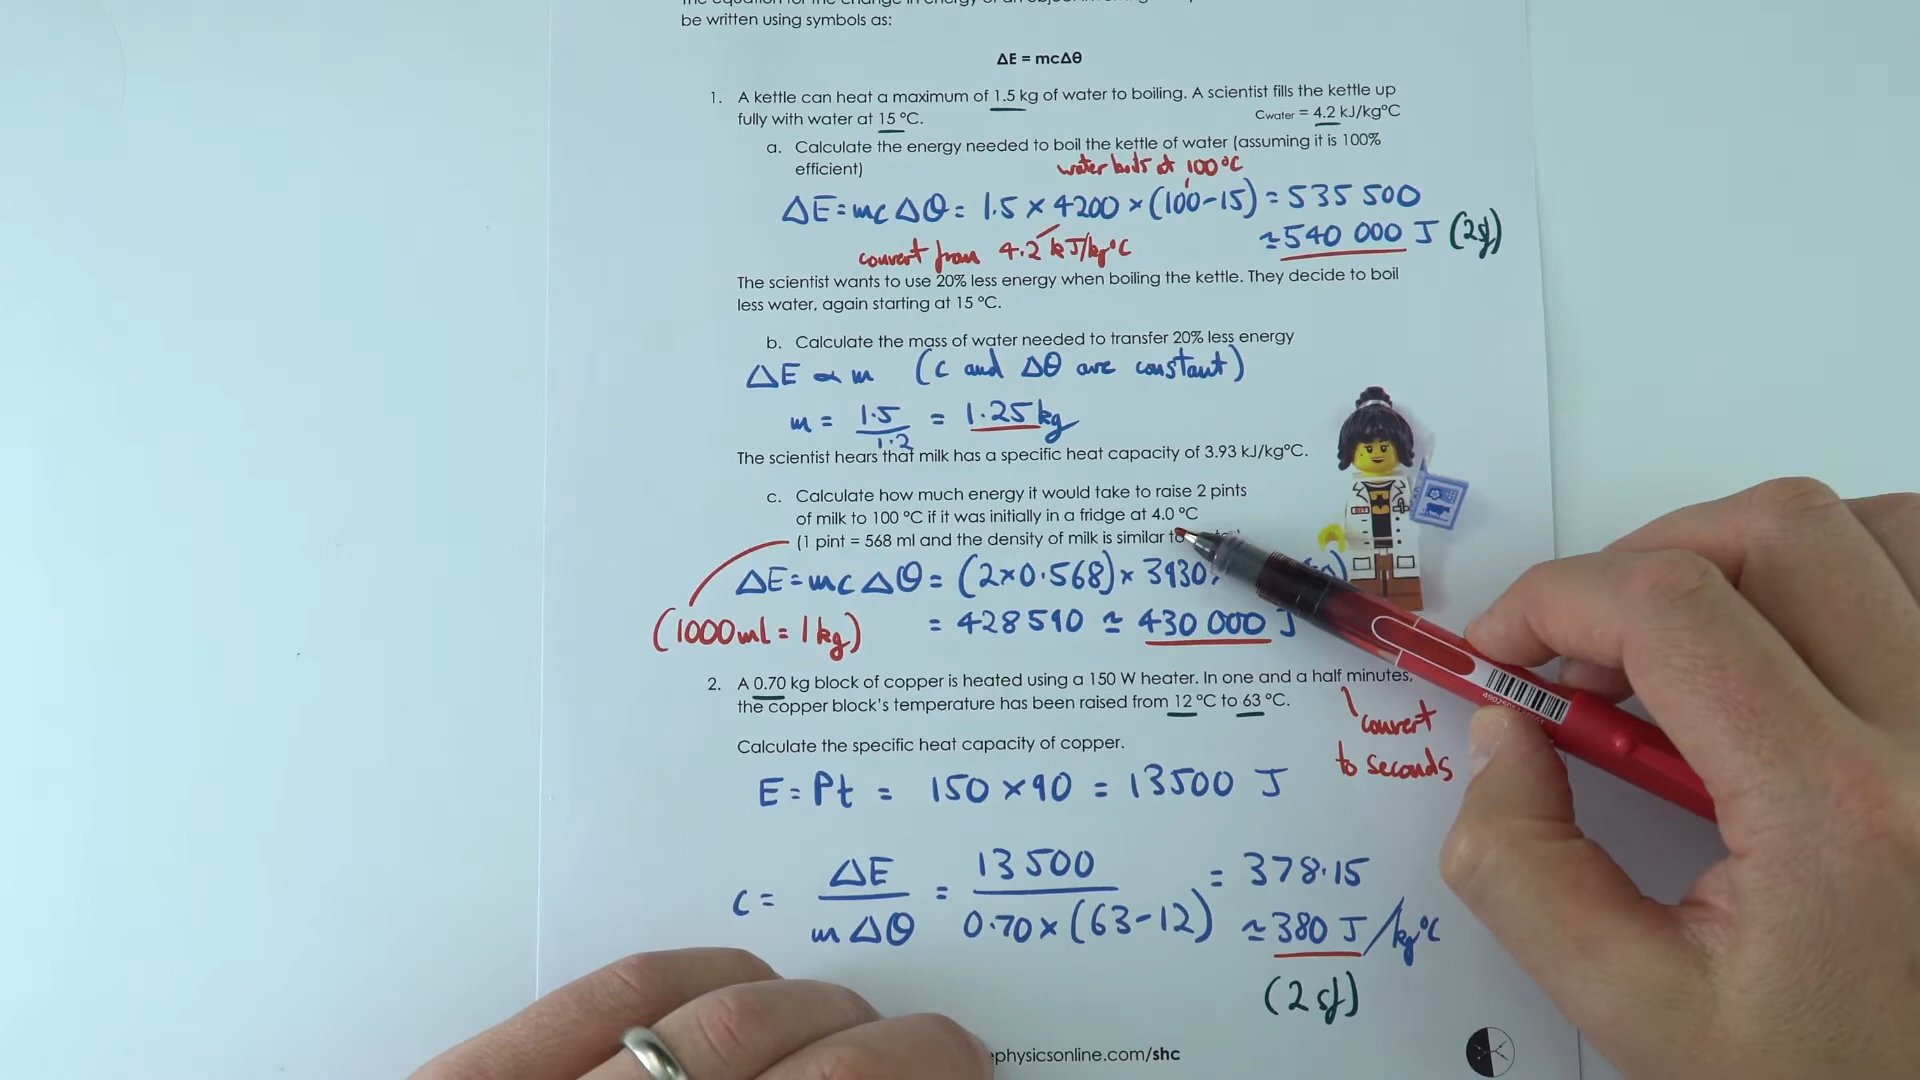 be written using symbols as:
ΔE = mcΔθ
1. A kettle can heat a maximum of 1.5 kg of water to boiling. A scientist fills the kettle up
fully with water at 15 °C.
Cwater = 4.2 kJ/kg°C
a. Calculate the energy needed to boil the kettle of water (assuming it is 100%
efficient)
water boils at 100°C
ΔE = mcΔθ = 1.5 × 4200 × (100-15) = 535 500
≃ 540 000 J (2sf)
convert from 4.2 kJ/kg°C
The scientist wants to use 20% less energy when boiling the kettle. They decide to boil
less water, again starting at 15 °C.
b. Calculate the mass of water needed to transfer 20% less energy
ΔE ∝ m (c and Δθ are constant)
m = 1.5/1.2 = 1.25 kg
The scientist hears that milk has a specific heat capacity of 3.93 kJ/kg°C.
c. Calculate how much energy it would take to raise 2 pints
of milk to 100 °C if it was initially in a fridge at 4.0 °C
(1 pint = 568 ml and the density of milk is similar to
ΔE = mcΔθ = (2×0.568) × 3930
(1000ml = 1kg)
= 428 590 ≃ 430 000 J
2. A 0.70 kg block of copper is heated using a 150 W heater. In one and a half minutes,
the copper block's temperature has been raised from 12 °C to 63 °C.
convert
to seconds
Calculate the specific heat capacity of copper.
E = Pt = 150 × 90 = 13500 J
c = ΔE/mΔθ = 13 500/0.70 × (63-12) = 378.15
≃ 380 J/kg°C
(2sf)
physicsonline.com/shc